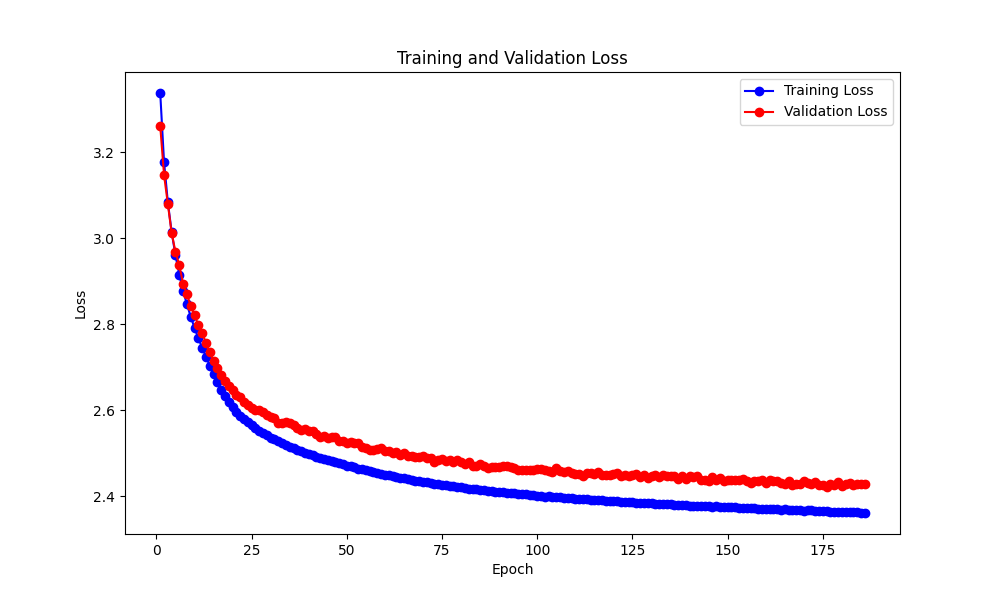 Training and Validation Loss
Training Loss
Validation Loss
3.2
3.0
2.8
2.6
2.4
Loss
0
25
50
75
100
125
150
175
Epoch